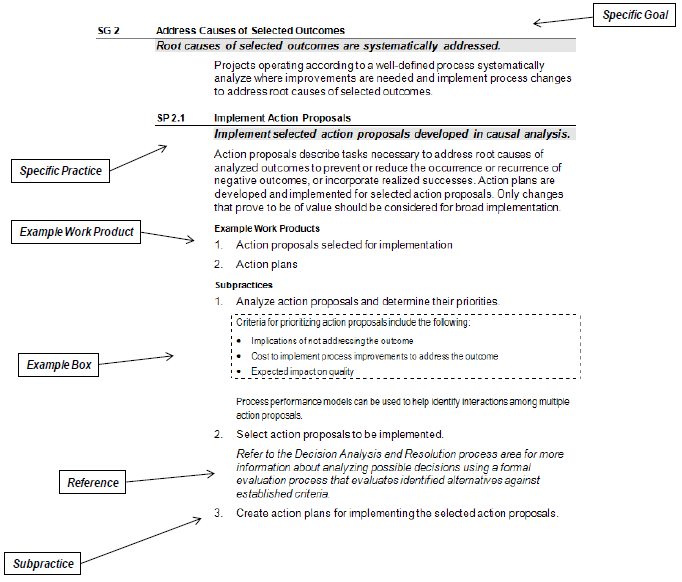 Specific Goal
SG 2 Address Causes of Selected Outcomes
Root causes of selected outcomes are systematically addressed.
Projects operating according to a well-defined process systematically
analyze where improvements are needed and implement process changes
to address root causes of selected outcomes.
SP 2.1 Implement Action Proposals
Implement selected action proposals developed in causal analysis.
Specific Practice
Action proposals describe tasks necessary to address root causes of
analyzed outcomes to prevent or reduce the occurrence or recurrence of
negative outcomes, or incorporate realized successes. Action plans are
developed and implemented for selected action proposals. Only changes
that prove to be of value should be considered for broad implementation.
Example Work Product
Example Work Products
1. Action proposals selected for implementation
2. Action plans
Subpractices
1. Analyze action proposals and determine their priorities.
Example Box
Criteria for prioritizing action proposals include the following:
• Implications of not addressing the outcome
• Cost to implement process improvements to address the outcome
• Expected impact on quality
Process performance models can be used to help identify interactions among multiple
action proposals.
2. Select action proposals to be implemented.
Reference
Refer to the Decision Analysis and Resolution process area for more
information about analyzing possible decisions using a formal
evaluation process that evaluates identified alternatives against
established criteria.
3. Create action plans for implementing the selected action proposals.
Subpractice